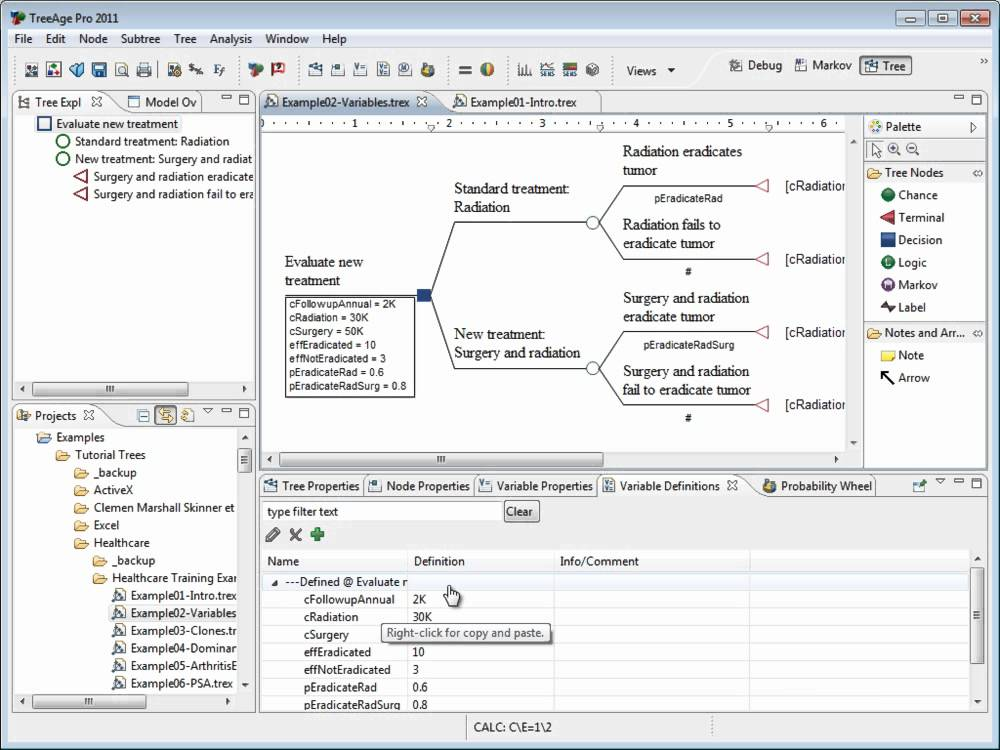 TreeAge Pro 2011
File Edit Node Subtree Tree Analysis Window Help
Views Debug Markov Tree
Tree Expl Model Ov
Evaluate new treatment
Standard treatment: Radiation
New treatment: Surgery and radiat
Surgery and radiation eradicate
Surgery and radiation fail to era
Projects
Examples
Tutorial Trees
_backup
ActiveX
Clemen Marshall Skinner et
Excel
Healthcare
_backup
Healthcare Training Exar
Example01-Intro.trex
Example02-Variables
Example03-Clones.tr
Example04-Dominar
Example05-ArthritisE
Example06-PSA.trex
Example02-Variables.trex Example01-Intro.trex
1 2 3 4 5 6
Radiation eradicates
tumor
[cRadiation
pEradicateRad
Standard treatment:
Radiation
Radiation fails to
eradicate tumor
[cRadiation
#
Evaluate new
treatment
cFollowupAnnual = 2K
cRadiation = 30K
cSurgery = 50K
effEradicated = 10
effNotEradicated = 3
pEradicateRad = 0.6
pEradicateRadSurg = 0.8
Surgery and radiation
eradicate tumor
[cRadiation
pEradicateRadSurg
New treatment:
Surgery and radiation
Surgery and radiation
fail to eradicate tumor
[cRadiation
#
Palette
Tree Nodes
Chance
Terminal
Decision
Logic
Markov
Label
Notes and Arr...
Note
Arrow
Tree Properties Node Properties Variable Properties Variable Definitions Probability Wheel
type filter text Clear
Name Definition Info/Comment
---Defined @ Evaluate n
cFollowupAnnual 2K
cRadiation 30K
cSurgery
Right-click for copy and paste.
effEradicated 10
effNotEradicated 3
pEradicateRad 0.6
pEradicateRadSurg 0.8
CALC: C\E=1\2